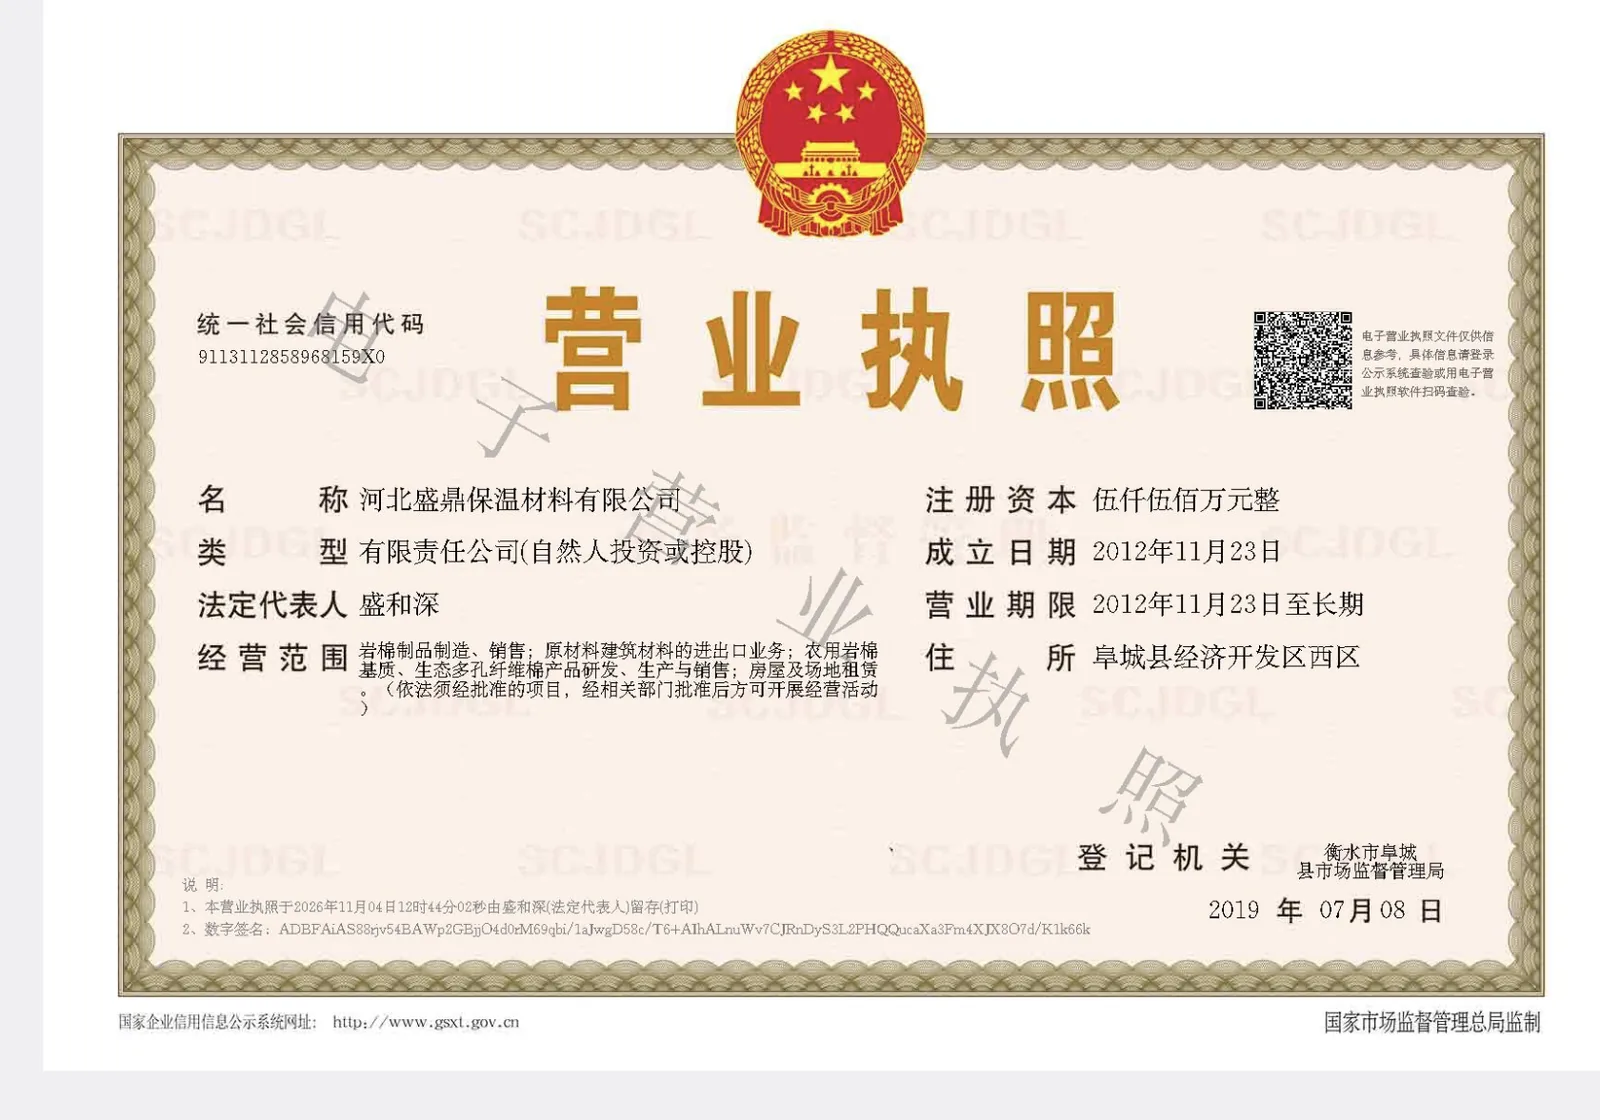 营业执照
统一社会信用代码
9113112858968159X0
电子营业执照文件仅供信
息参考，具体信息请登录
公示系统查验或用电子营
业执照软件扫码查验。
名称 河北盛鼎保温材料有限公司
类型 有限责任公司(自然人投资或控股)
法定代表人 盛和深
经营范围 岩棉制品制造、销售；原材料建筑材料的进出口业务；农用岩棉
基质、生态多孔纤维棉产品研发、生产与销售；房屋及场地租赁
。（依法须经批准的项目，经相关部门批准后方可开展经营活动
）
注册资本 伍仟伍佰万元整
成立日期 2012年11月23日
营业期限 2012年11月23日至长期
住所 阜城县经济开发区西区
电子营业执照
登记机关 衡水市阜城
县市场监督管理局
2019 年 07月08 日
说 明:
1、本营业执照于2026年11月04日12时44分02秒由盛和深(法定代表人)留存(打印)
2、数字签名：ADBFAiAS88rjv54BAWp2GBjjO4d0rM69qbi/1aJwgD58c/T6+AIhALnuWv7CJRnDyS3L2PHQQucaXa3Fm4XJX8O7d/K1k66k
国家企业信用信息公示系统网址： http://www.gsxt.gov.cn
国家市场监督管理总局监制
SCJDGL